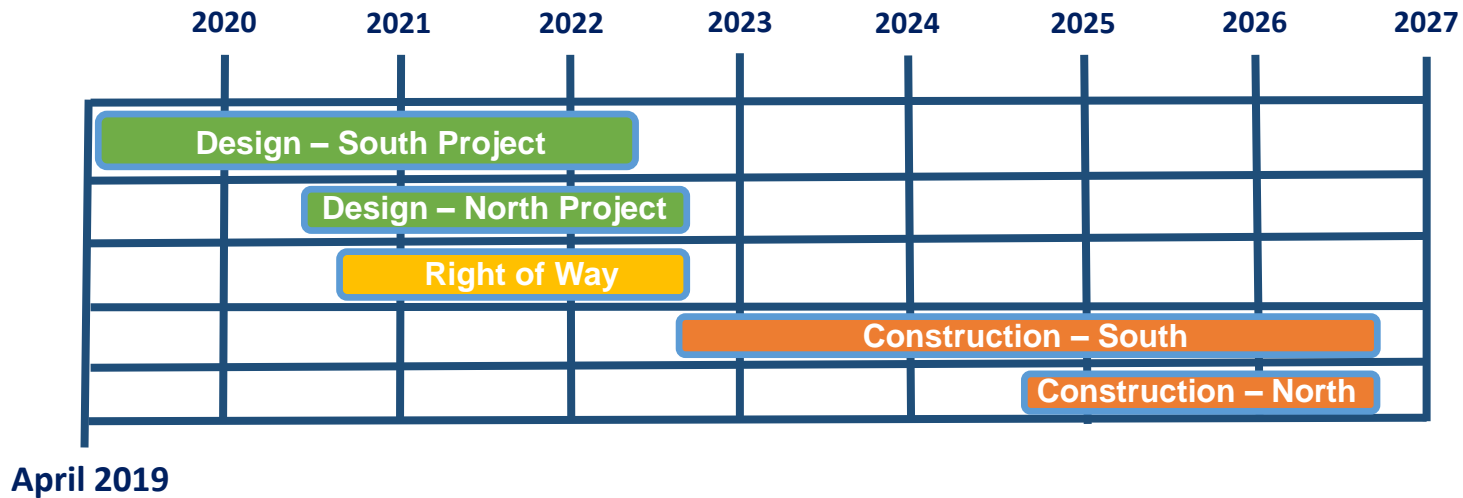 2020 2021 2022 2023 2024 2025 2026 2027
Design – South Project
Design – North Project
Right of Way
Construction – South
Construction – North
April 2019